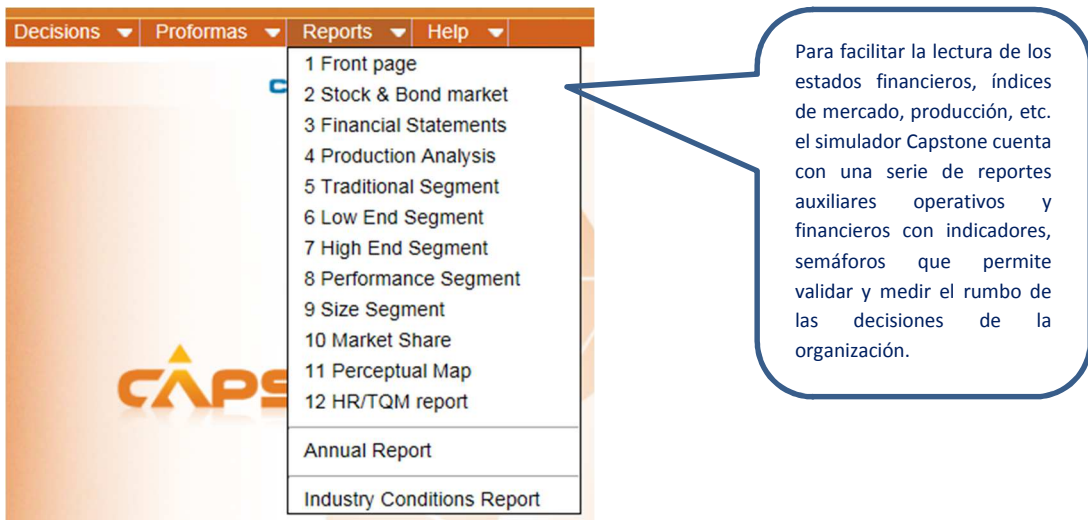 Decisions Proformas Reports Help
1 Front page
C
2 Stock & Bond market
3 Financial Statements
4 Production Analysis
5 Traditional Segment
6 Low End Segment
7 High End Segment
8 Performance Segment
9 Size Segment
10 Market Share
11 Perceptual Map
12 HR/TQM report
Annual Report
Industry Conditions Report
CAPS
Para facilitar la lectura de los
estados financieros, índices
de mercado, producción, etc.
el simulador Capstone cuenta
con una serie de reportes
auxiliares operativos y
financieros con indicadores,
semáforos que permite
validar y medir el rumbo de
las decisiones de la
organización.